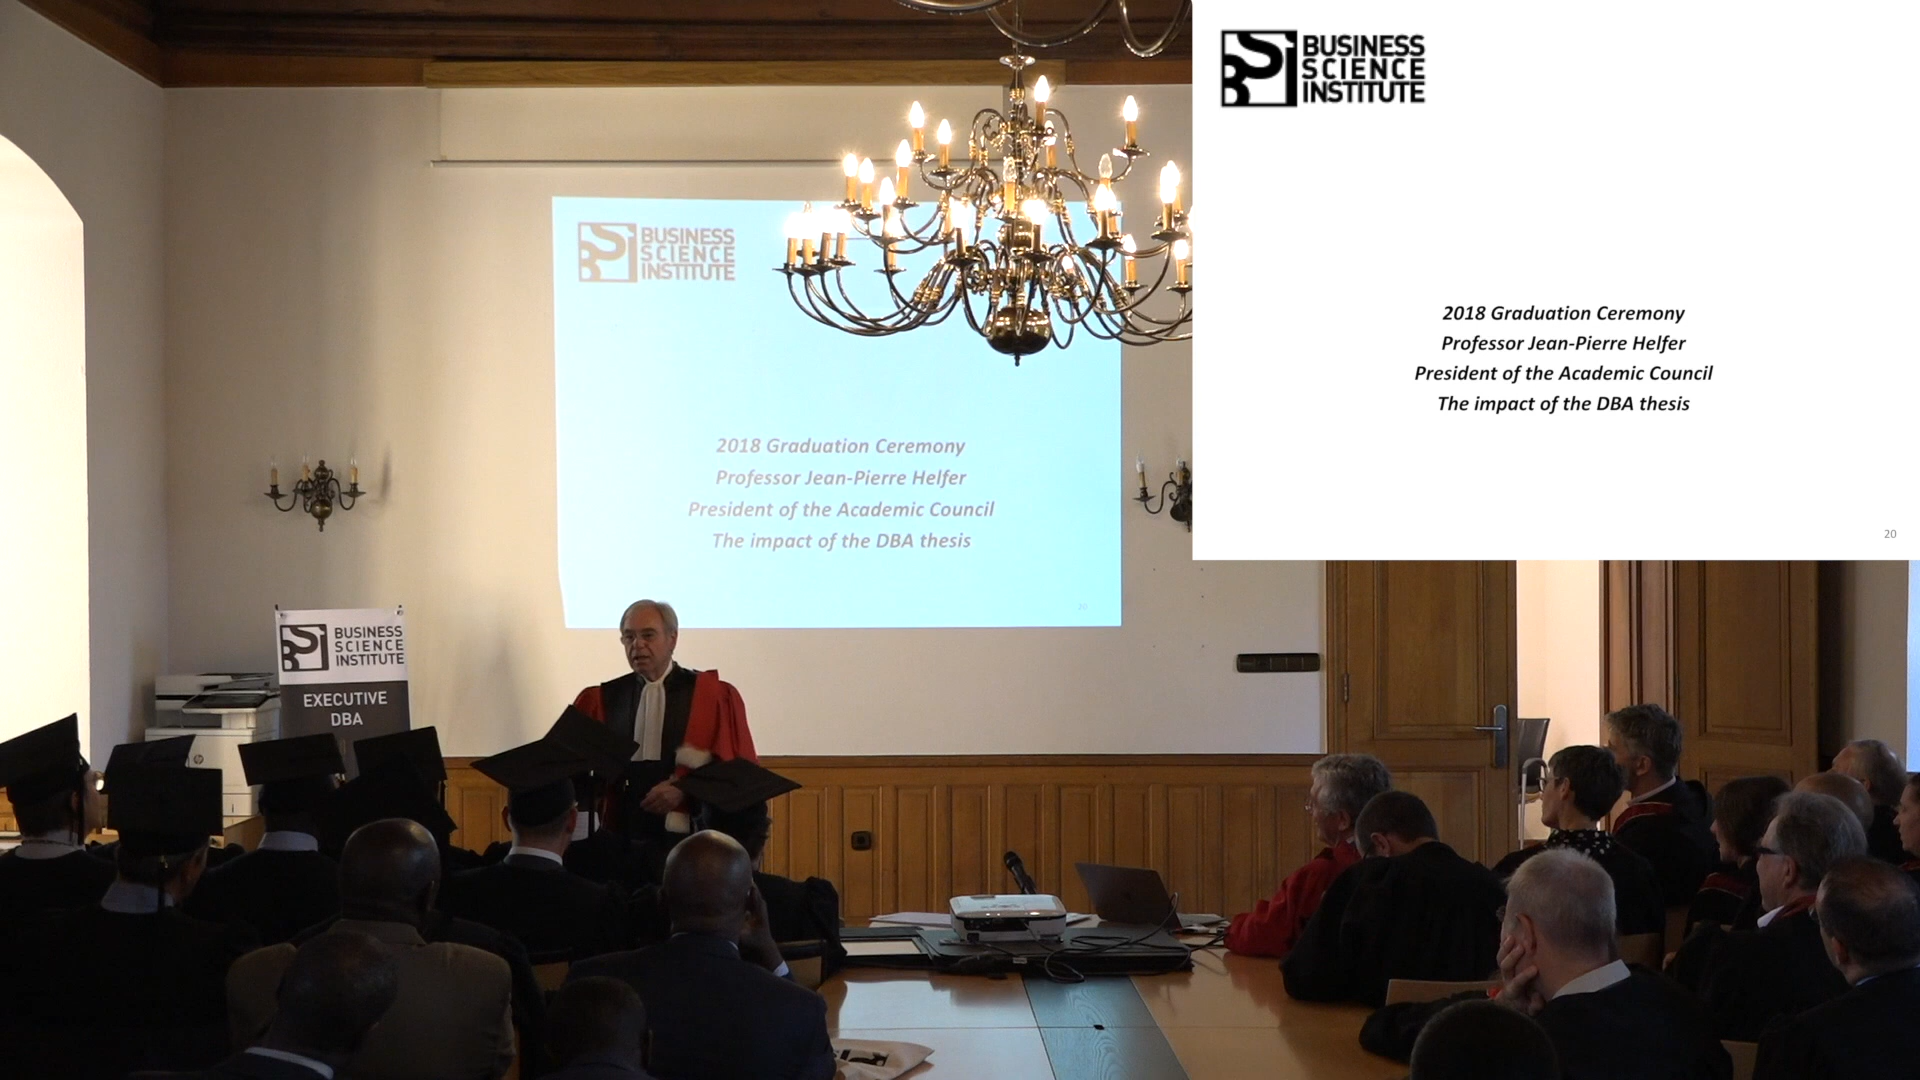 BUSINESS
SCIENCE
INSTITUTE
2018 Graduation Ceremony
Professor Jean-Pierre Helfer
President of the Academic Council
The impact of the DBA thesis
20
BUSINESS
SCIENCE
INSTITUTE
2018 Graduation Ceremony
Professor Jean-Pierre Helfer
President of the Academic Council
The impact of the DBA thesis
20
BUSINESS
SCIENCE
INSTITUTE
EXECUTIVE
DBA